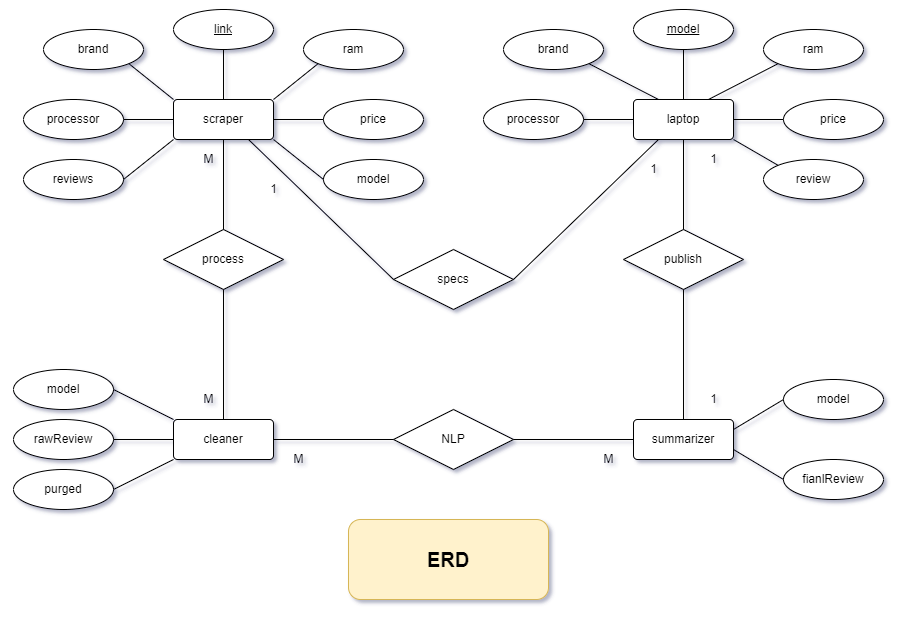 link
model
brand
ram
brand
ram
processor
scraper
price
processor
laptop
price
M
1
1
1
reviews
model
review
process
specs
publish
model
M
1
model
rawReview
cleaner
NLP
summarizer
M
M
purged
fianlReview
ERD